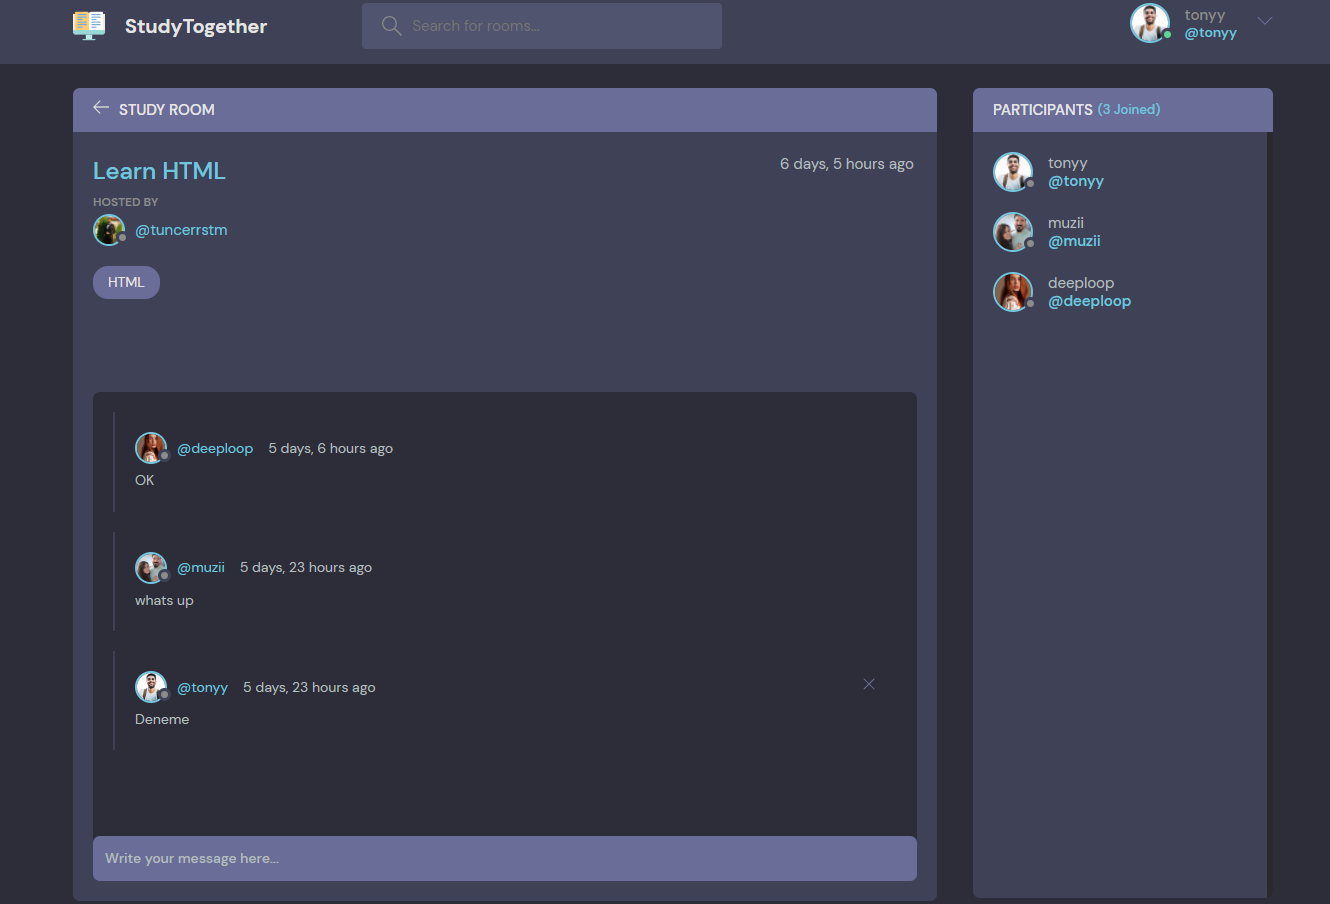 StudyTogether
Search for rooms...
tonyy
@tonyy
STUDY ROOM
Learn HTML
6 days, 5 hours ago
HOSTED BY
@tuncerrstm
HTML
@deeploop 5 days, 6 hours ago
OK
@muzii 5 days, 23 hours ago
whats up
@tonyy 5 days, 23 hours ago
Deneme
Write your message here...
PARTICIPANTS (3 Joined)
tonyy
@tonyy
muzii
@muzii
deeploop
@deeploop